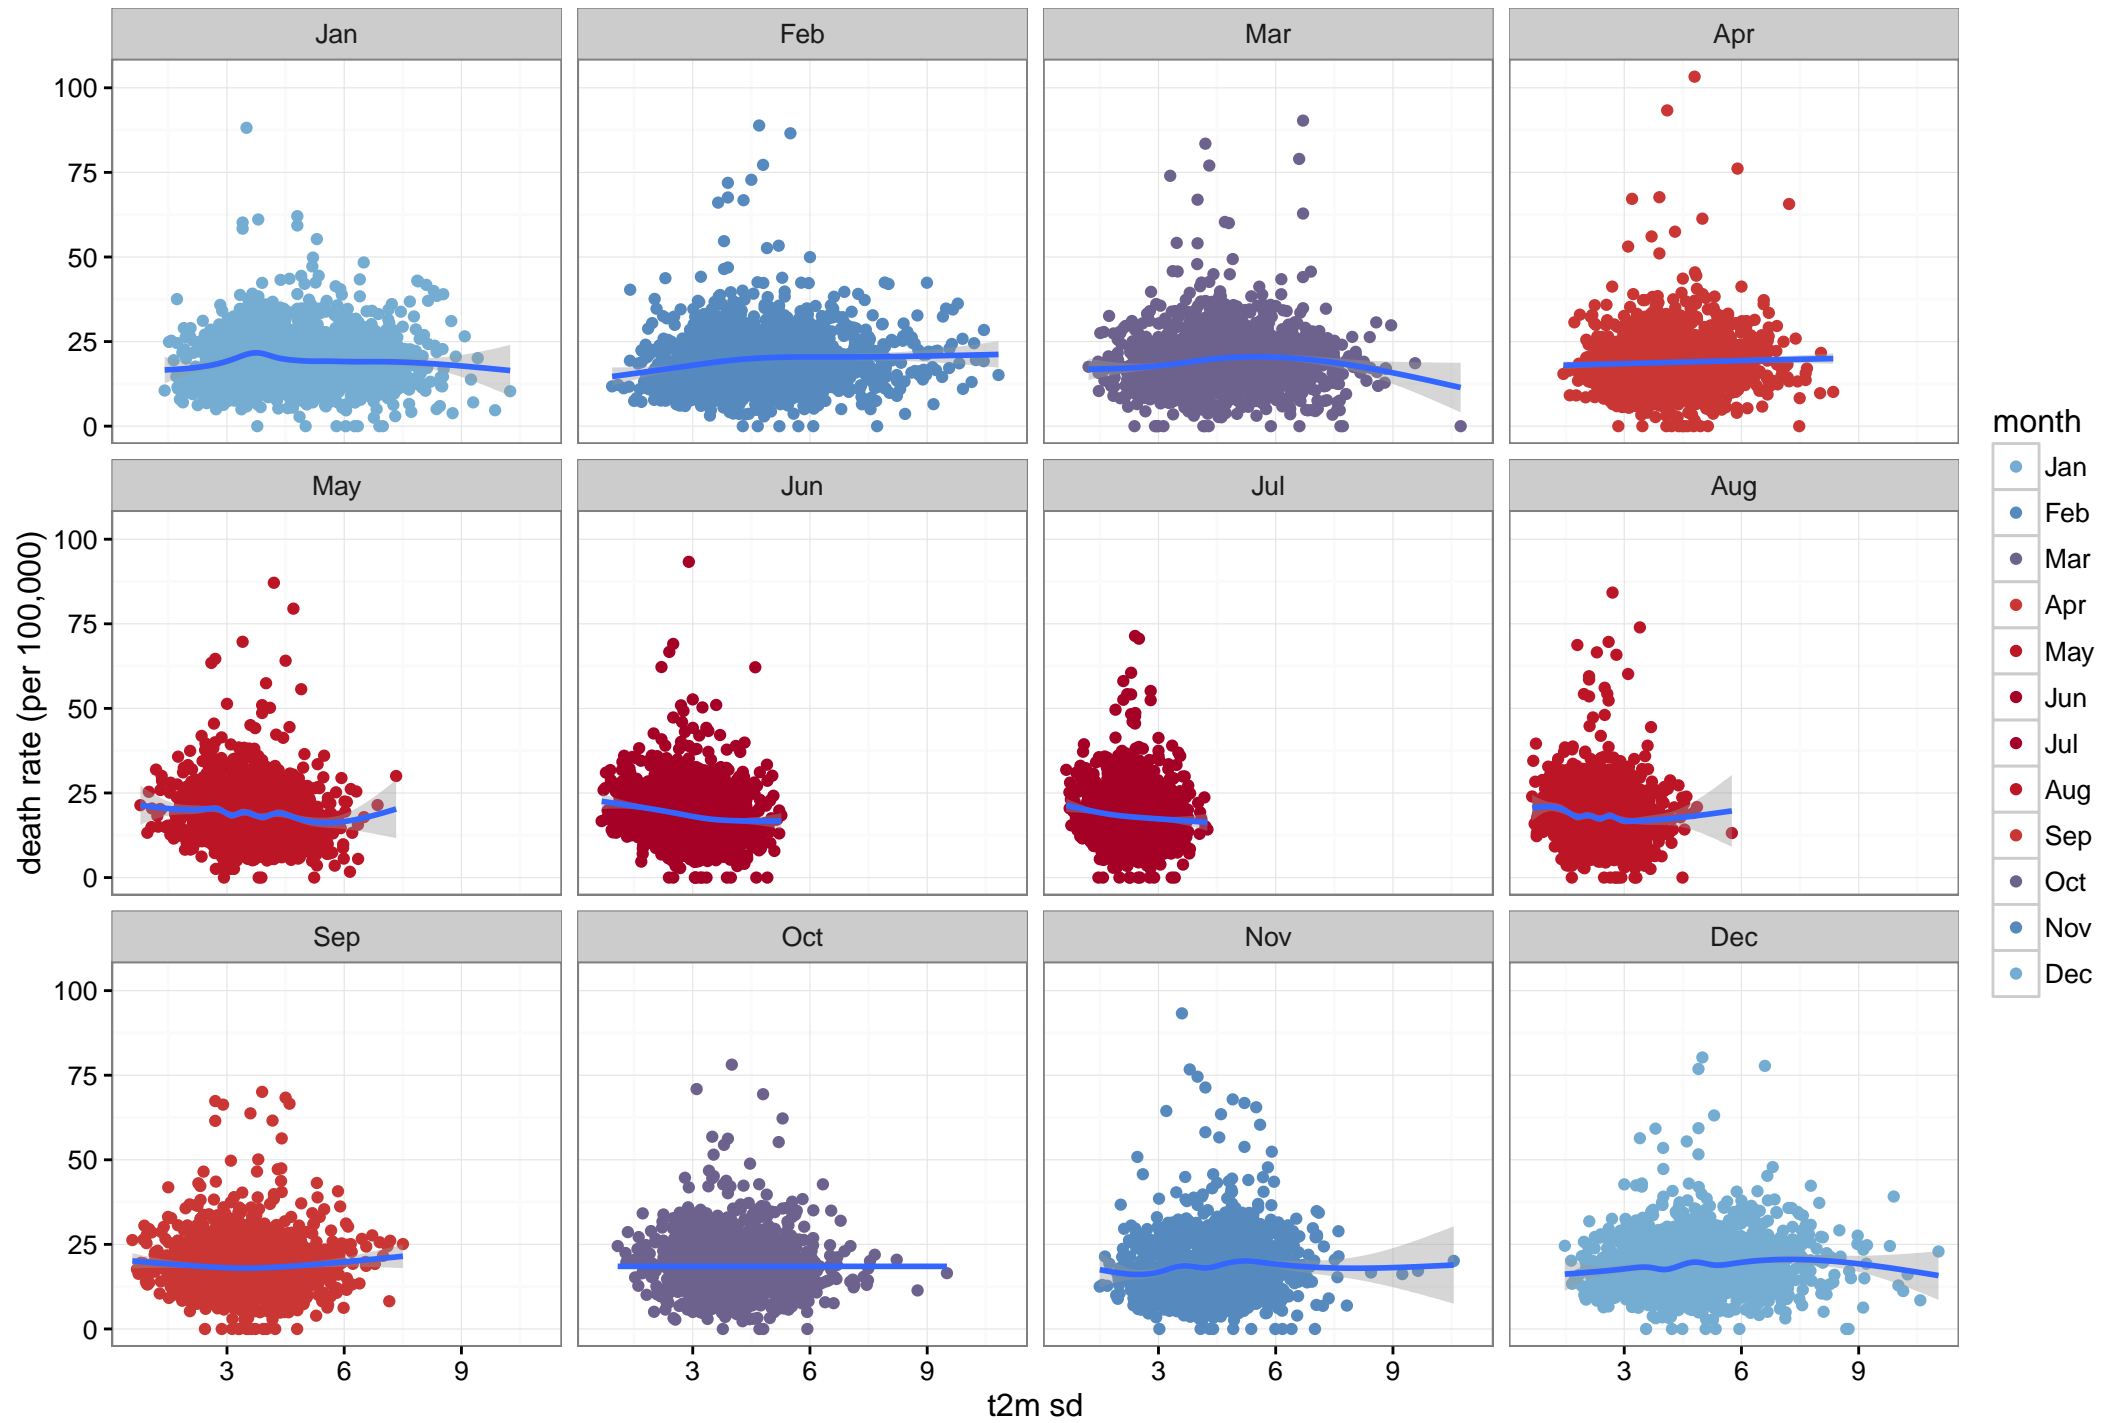 Jan Feb Mar Apr
100
75
50
25
0
May Jun Jul Aug
100
75
50
25
0
Sep Oct Nov Dec
100
75
50
25
0
3 6 9 3 6 9 3 6 9 3 6 9
t2m sd
death rate (per 100,000)
month
Jan
Feb
Mar
Apr
May
Jun
Jul
Aug
Sep
Oct
Nov
Dec